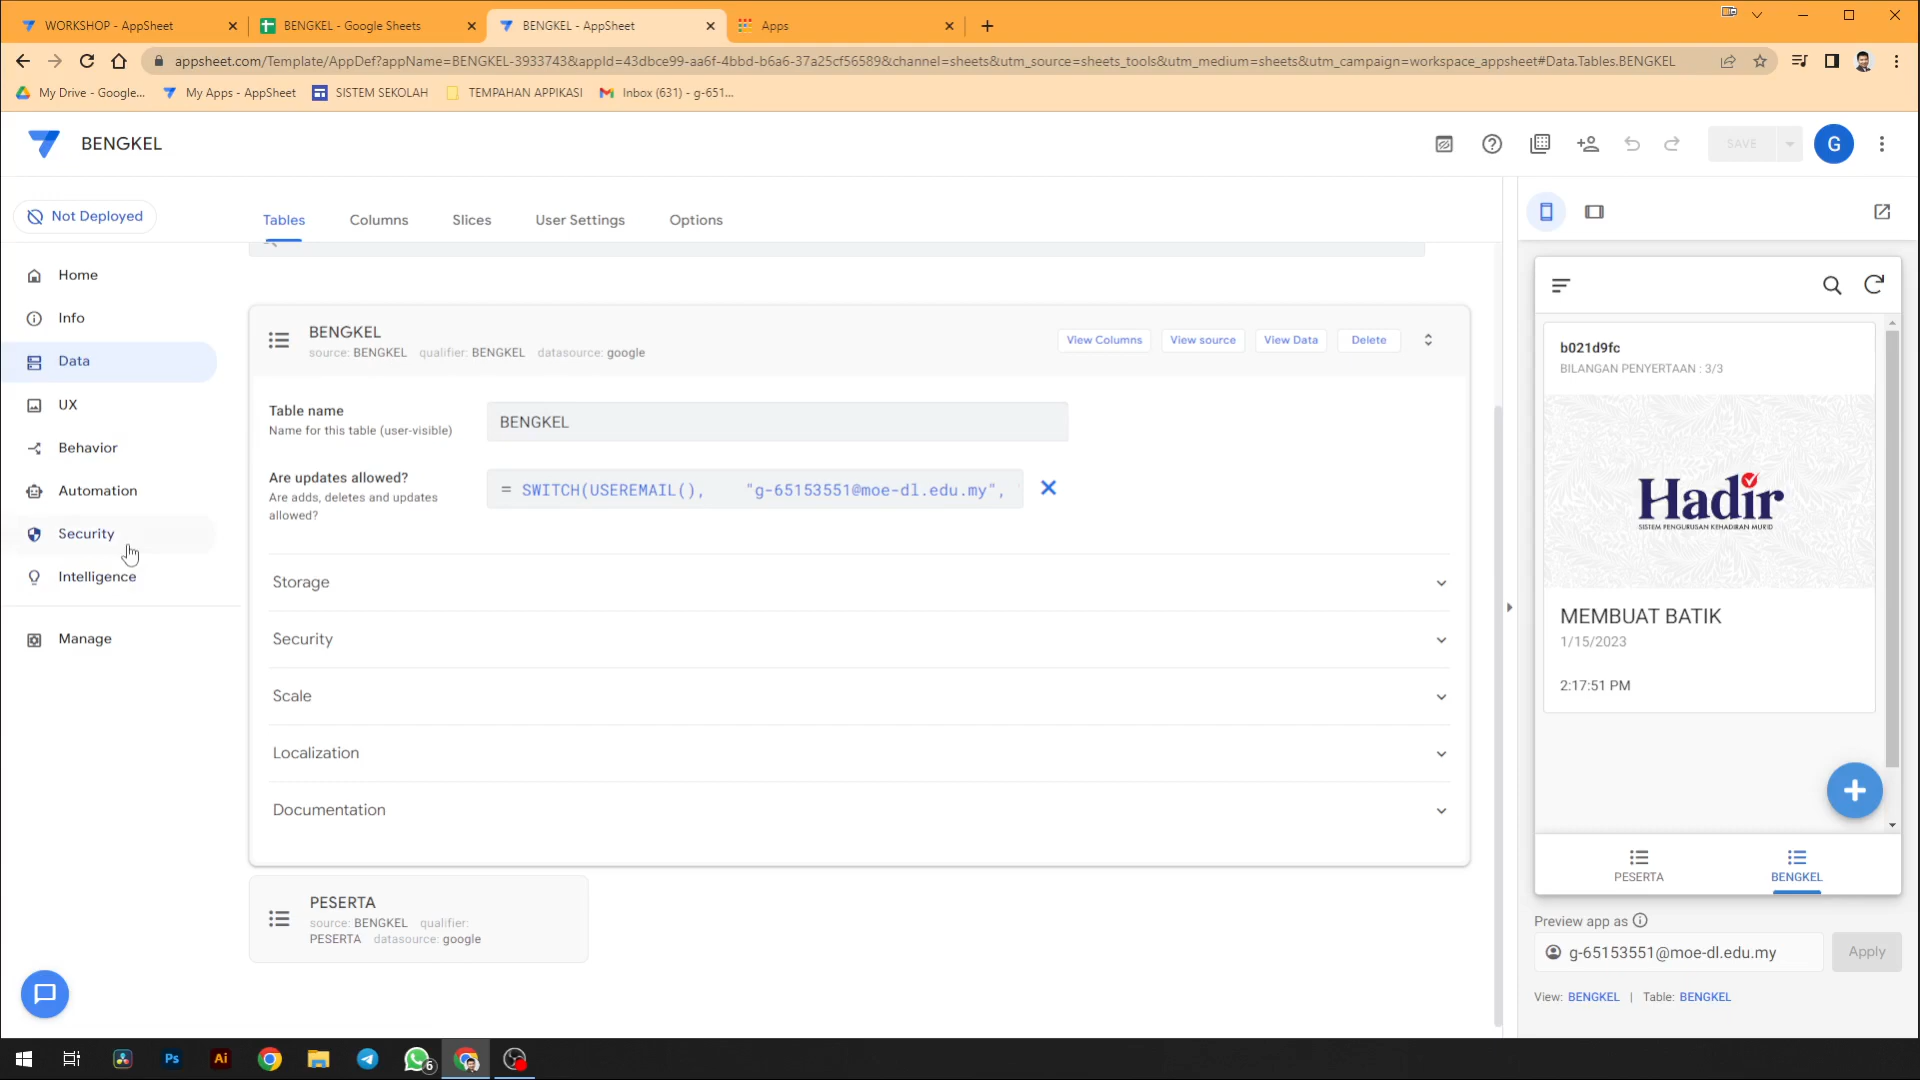 WORKSHOP - AppSheet
BENGKEL - Google Sheets
BENGKEL - AppSheet
Apps
appsheet.com/Template/AppDef?appName=BENGKEL-3933743&appId=43dbce99-aa6f-4bbd-b6a6-37a25cf56589&channel=sheets&utm_source=sheets_tools&utm_medium=sheets&utm_campaign=workspace_appsheet#Data.Tables.BENGKEL
My Drive - Google...
My Apps - AppSheet
SISTEM SEKOLAH
TEMPAHAN APPIKASI
Inbox (631) - g-651...
BENGKEL
SAVE
G
Not Deployed
Tables
Columns
Slices
User Settings
Options
Home
Info
Data
UX
Behavior
Automation
Security
Intelligence
Manage
BENGKEL
source: BENGKEL qualifier: BENGKEL datasource: google
View Columns
View source
View Data
Delete
Table name
Name for this table (user-visible)
BENGKEL
Are updates allowed?
Are adds, deletes and updates
allowed?
= SWITCH(USEREMAIL(), "g-65153551@moe-dl.edu.my",
Storage
Security
Scale
Localization
Documentation
PESERTA
source: BENGKEL qualifier:
PESERTA datasource: google
b021d9fc
BILANGAN PENYERTAAN : 3/3
Hadir
SISTEM PENGURUSAN KEHADIRAN MURID
MEMBUAT BATIK
1/15/2023
2:17:51 PM
PESERTA
BENGKEL
Preview app as
g-65153551@moe-dl.edu.my
Apply
View: BENGKEL | Table: BENGKEL
Ps
Ai
6